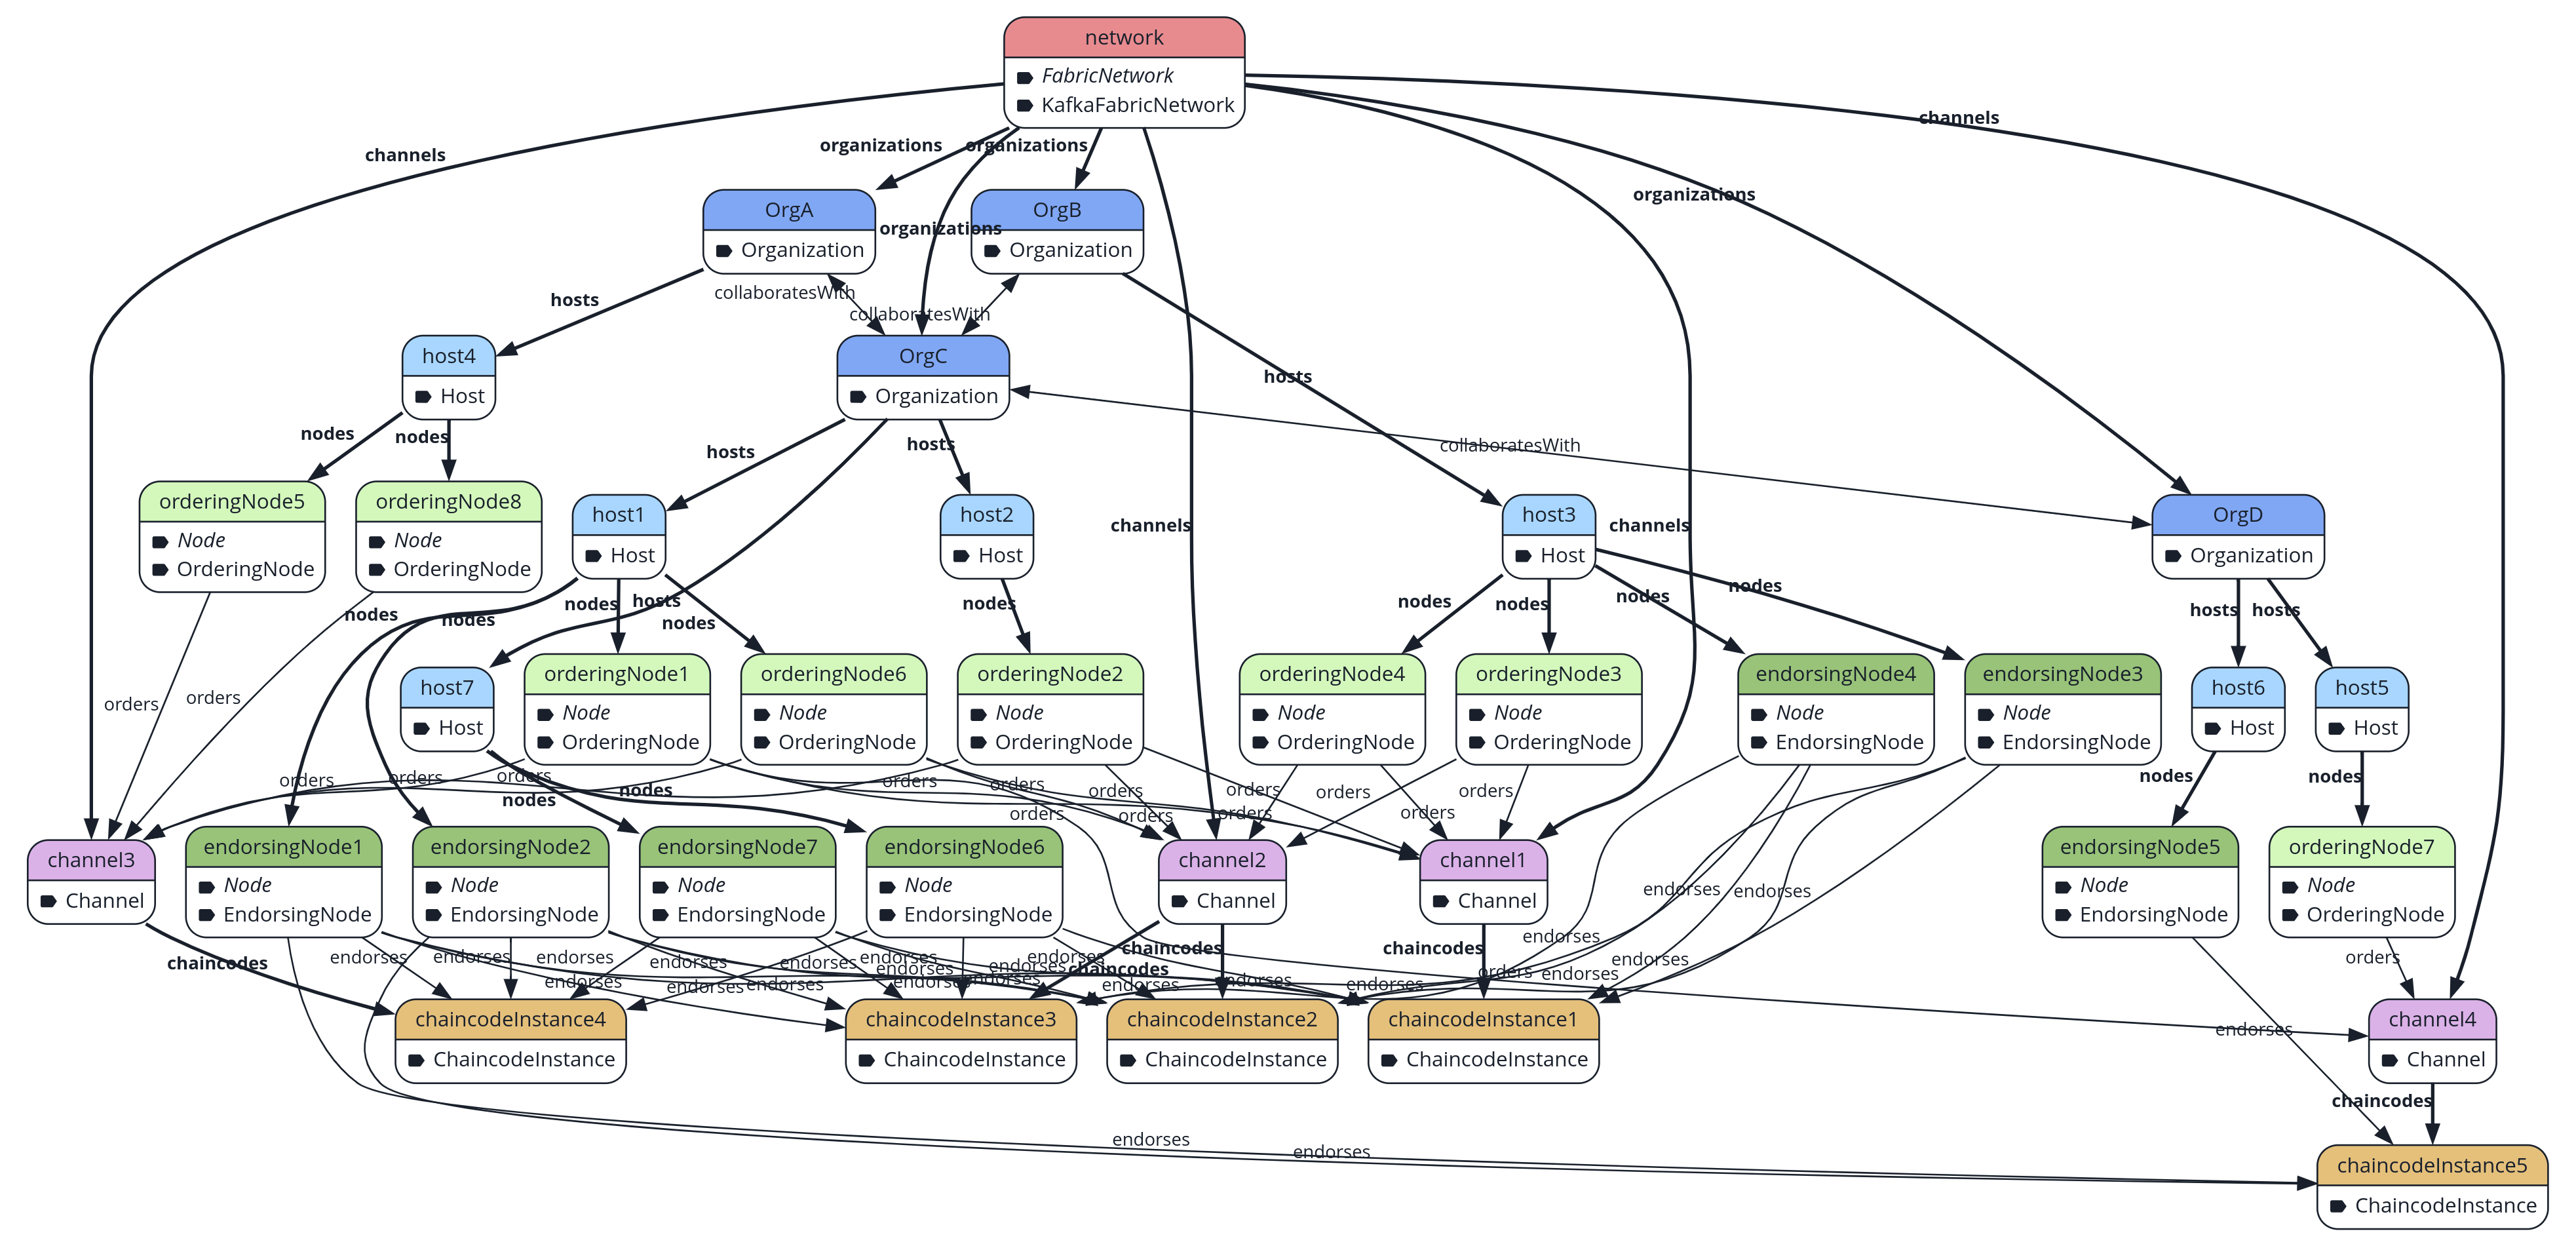 network
FabricNetwork
KafkaFabricNetwork
channels
organizations
organizations
channels
organizations
organizations
OrgA
Organization
OrgB
Organization
collaboratesWith
collaboratesWith
hosts
host4
Host
OrgC
Organization
hosts
collaboratesWith
nodes
nodes
hosts
hosts
orderingNode5
Node
OrderingNode
orderingNode8
Node
OrderingNode
host1
Host
host2
Host
channels
host3
Host
channels
OrgD
Organization
nodes
nodes
nodes
hosts
nodes
nodes
nodes
nodes
nodes
nodes
hosts
hosts
host7
Host
orderingNode1
Node
OrderingNode
orderingNode6
Node
OrderingNode
orderingNode2
Node
OrderingNode
orderingNode4
Node
OrderingNode
orderingNode3
Node
OrderingNode
endorsingNode4
Node
EndorsingNode
endorsingNode3
Node
EndorsingNode
host6
Host
host5
Host
orders
orders
orders
orders
orders
nodes
nodes
orders
orders
orders
orders
orders
orders
orders
orders
orders
orders
nodes
nodes
channel3
Channel
endorsingNode1
Node
EndorsingNode
endorsingNode2
Node
EndorsingNode
endorsingNode7
Node
EndorsingNode
endorsingNode6
Node
EndorsingNode
channel2
Channel
channel1
Channel
endorsingNode5
Node
EndorsingNode
orderingNode7
Node
OrderingNode
endorses
endorses
chaincodes
endorses
endorses
endorses
endorses
endorses
endorses
endorses
endorses
endorses
endorses
endorses
endorses
endorses
endorses
chaincodes
chaincodes
endorses
endorses
chaincodes
endorses
orders
endorses
endorses
endorses
orders
chaincodeInstance4
ChaincodeInstance
chaincodeInstance3
ChaincodeInstance
chaincodeInstance2
ChaincodeInstance
chaincodeInstance1
ChaincodeInstance
endorses
channel4
Channel
chaincodes
endorses
endorses
chaincodeInstance5
ChaincodeInstance